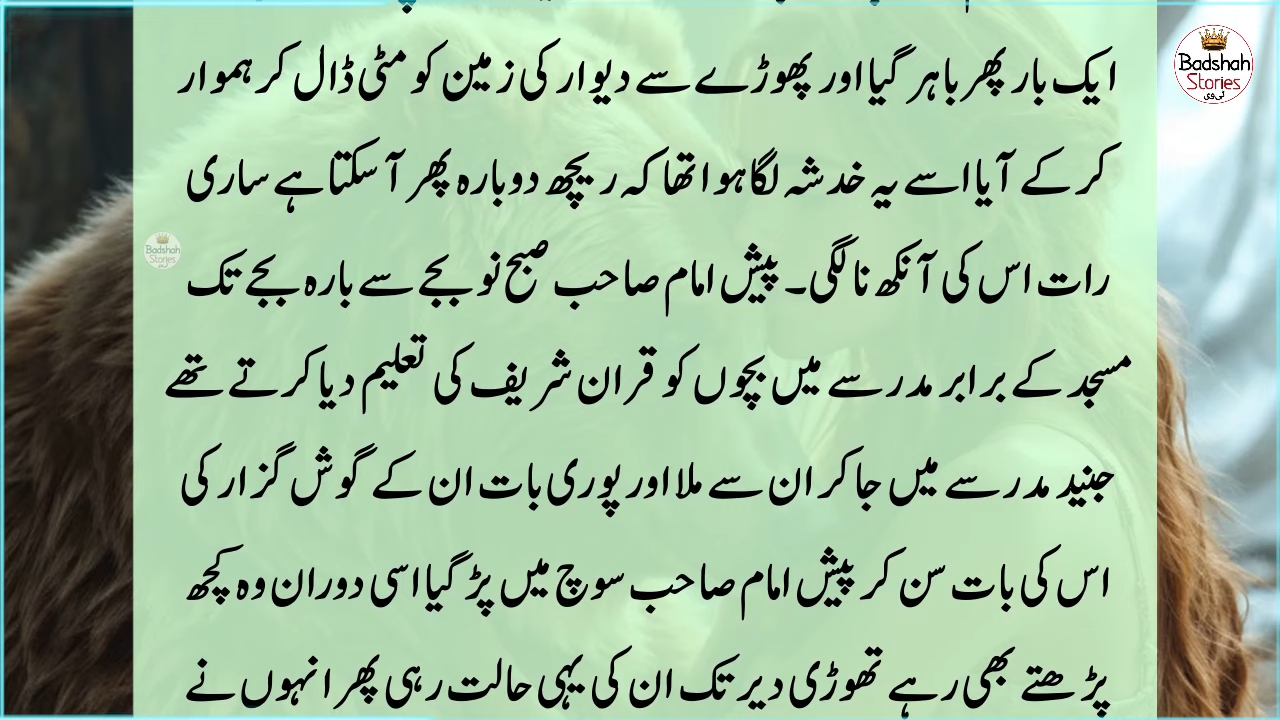 ایک بار پھر باہر گیا اور پھوڑے سے دیوار کی زمین کو مٹی ڈال کر ہموار
کر کے آیا اسے یہ خدشہ لگا ہوا تھا کہ ریچھ دوبارہ پھر آ سکتا ہے ساری
رات اس کی آنکھ نا لگی۔ پیش امام صاحب صبح نو بجے سے بارہ بجے تک
مسجد کے برابر مدرسے میں بچوں کو قران شریف کی تعلیم دیا کرتے تھے
جنید مدرسے میں جا کر ان سے ملا اور پوری بات ان کے گوش گزار کی
اس کی بات سن کر پیش امام صاحب سوچ میں پڑ گیا اسی دوران وہ کچھ
پڑھتے بھی رہے تھوڑی دیر تک ان کی یہی حالت رہی پھر انہوں نے
Badshah
Stories
ٹی وی
Badshah
Stories